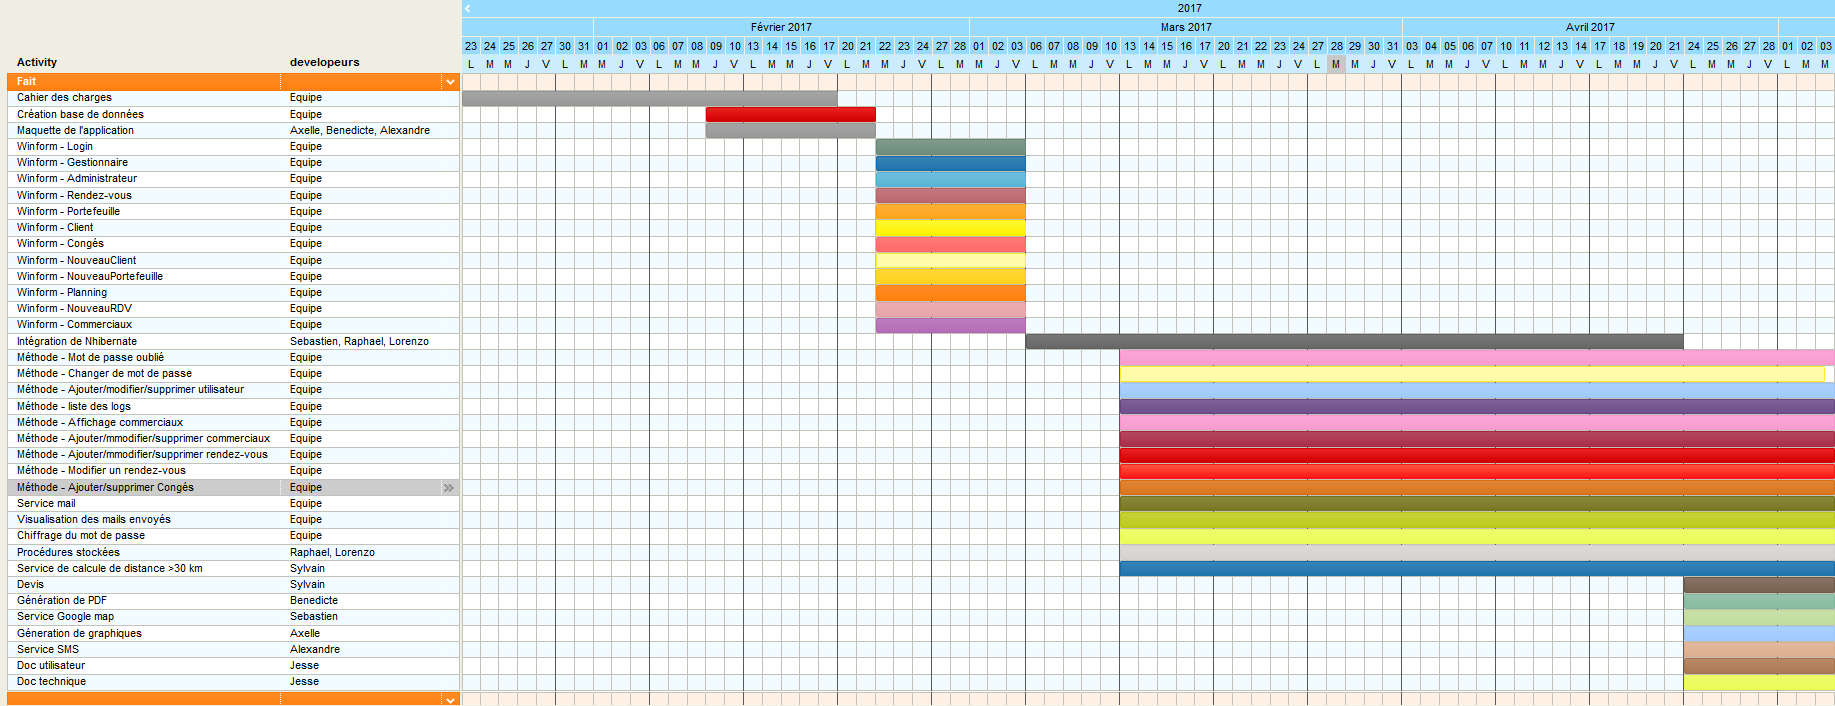 2017
Février 2017 Mars 2017 Avril 2017
23 24 25 26 27 30 31 01 02 03 06 07 08 09 10 13 14 15 16 17 20 21 22 23 24 27 28 01 02 03 06 07 08 09 10 13 14 15 16 17 20 21 22 23 24 27 28 29 30 31 03 04 05 06 07 10 11 12 13 14 17 18 19 20 21 24 25 26 27 28 01 02 03
Activity developeurs L M M J V L M M J V L M M J V L M M J V L M M J V L M M J V L M M J V L M M J V L M M J V L M M J V L M M J V L M M J V L M M J V L M M J V L M M
Fait
Cahier des charges Equipe
Création base de données Equipe
Maquette de l'application Axelle, Benedicte, Alexandre
Winform - Login Equipe
Winform - Gestionnaire Equipe
Winform - Administrateur Equipe
Winform - Rendez-vous Equipe
Winform - Portefeuille Equipe
Winform - Client Equipe
Winform - Congés Equipe
Winform - NouveauClient Equipe
Winform - NouveauPortefeuille Equipe
Winform - Planning Equipe
Winform - NouveauRDV Equipe
Winform - Commerciaux Equipe
Intégration de Nhibernate Sebastien, Raphael, Lorenzo
Méthode - Mot de passe oublié Equipe
Méthode - Changer de mot de passe Equipe
Méthode - Ajouter/modifier/supprimer utilisateur Equipe
Méthode - liste des logs Equipe
Méthode - Affichage commerciaux Equipe
Méthode - Ajouter/mmodifier/supprimer commerciaux Equipe
Méthode - Ajouter/mmodifier/supprimer rendez-vous Equipe
Méthode - Modifier un rendez-vous Equipe
Méthode - Ajouter/supprimer Congés Equipe
Service mail Equipe
Visualisation des mails envoyés Equipe
Chiffrage du mot de passe Equipe
Procédures stockées Raphael, Lorenzo
Service de calcule de distance >30 km Sylvain
Devis Sylvain
Génération de PDF Benedicte
Service Google map Sebastien
Géneration de graphiques Axelle
Service SMS Alexandre
Doc utilisateur Jesse
Doc technique Jesse